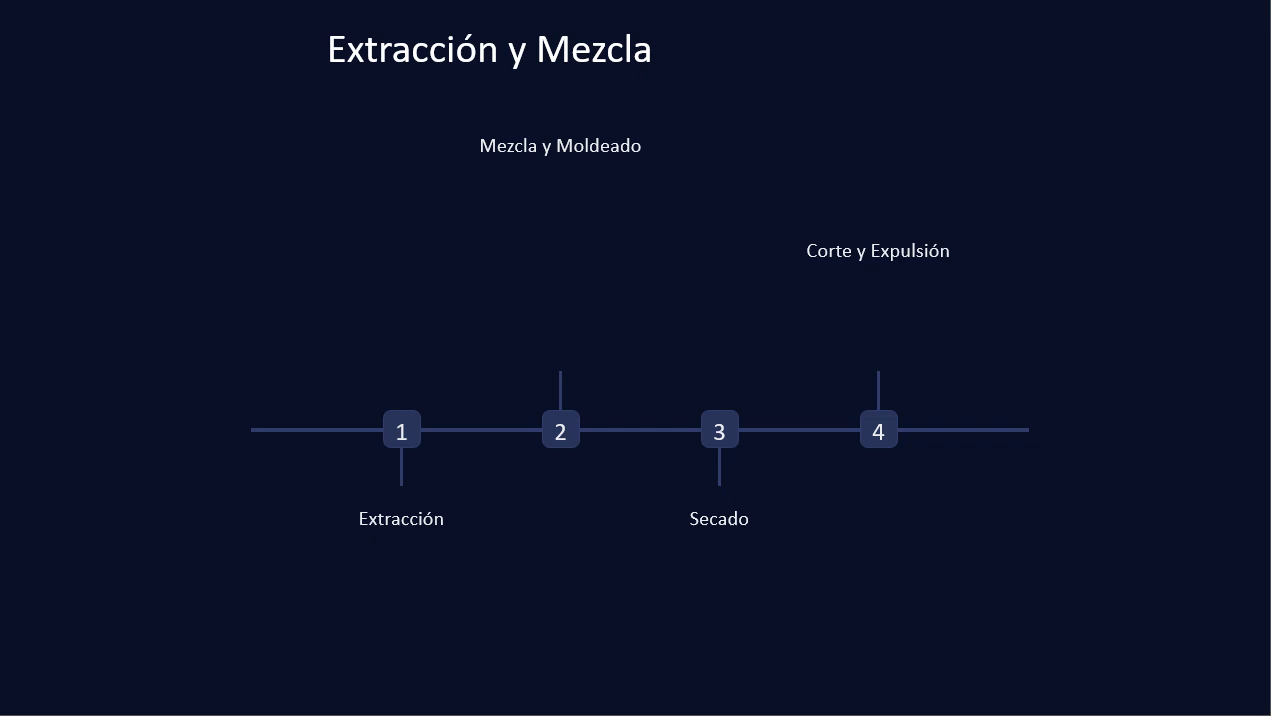 Extracción y Mezcla
Mezcla y Moldeado
Corte y Expulsión
1
2
3
4
Extracción
Secado